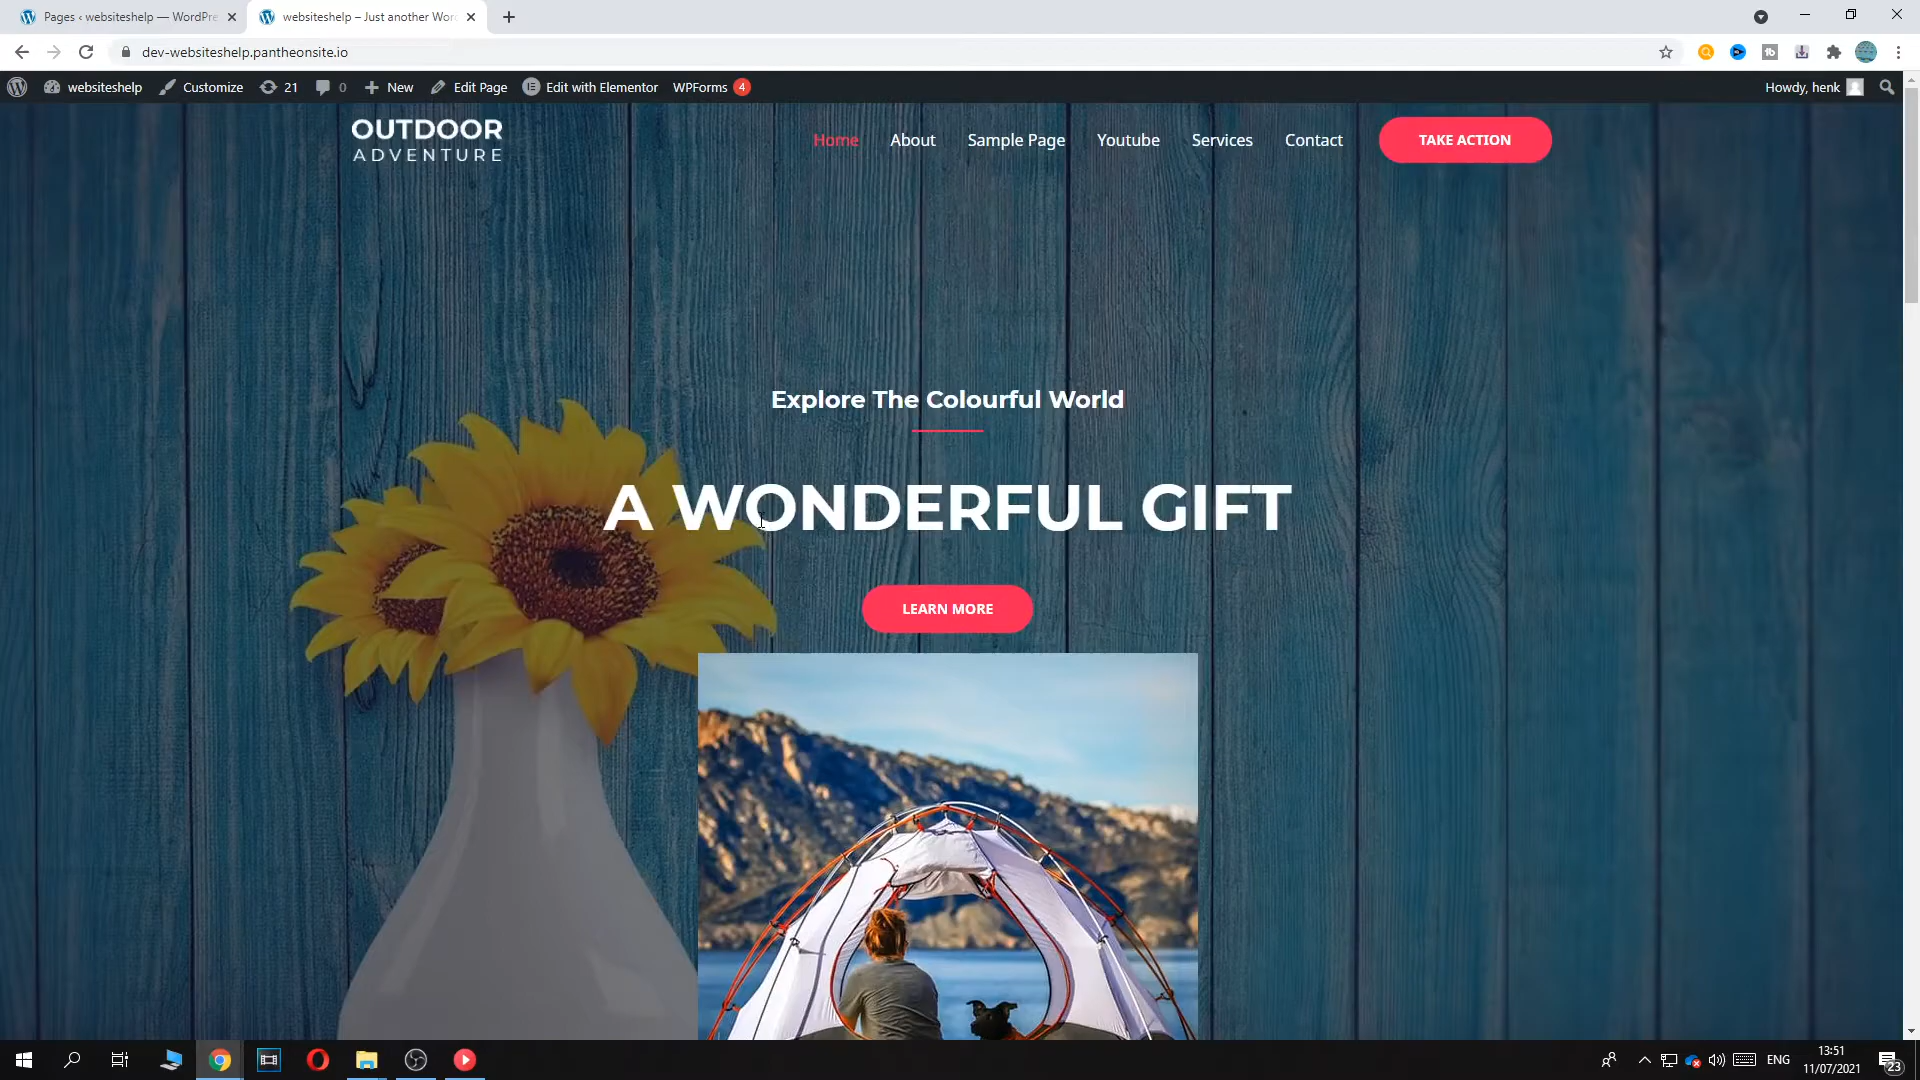 Pages ‹ websiteshelp — WordPre
websiteshelp – Just another Word
dev-websiteshelp.pantheonsite.io
websiteshelp
Customize
21
0
New
Edit Page
Edit with Elementor
WPForms 4
Howdy, henk
OUTDOOR
ADVENTURE
Home
About
Sample Page
Youtube
Services
Contact
TAKE ACTION
Explore The Colourful World
A WONDERFUL GIFT
LEARN MORE
ENG
13:51
11/07/2021
23